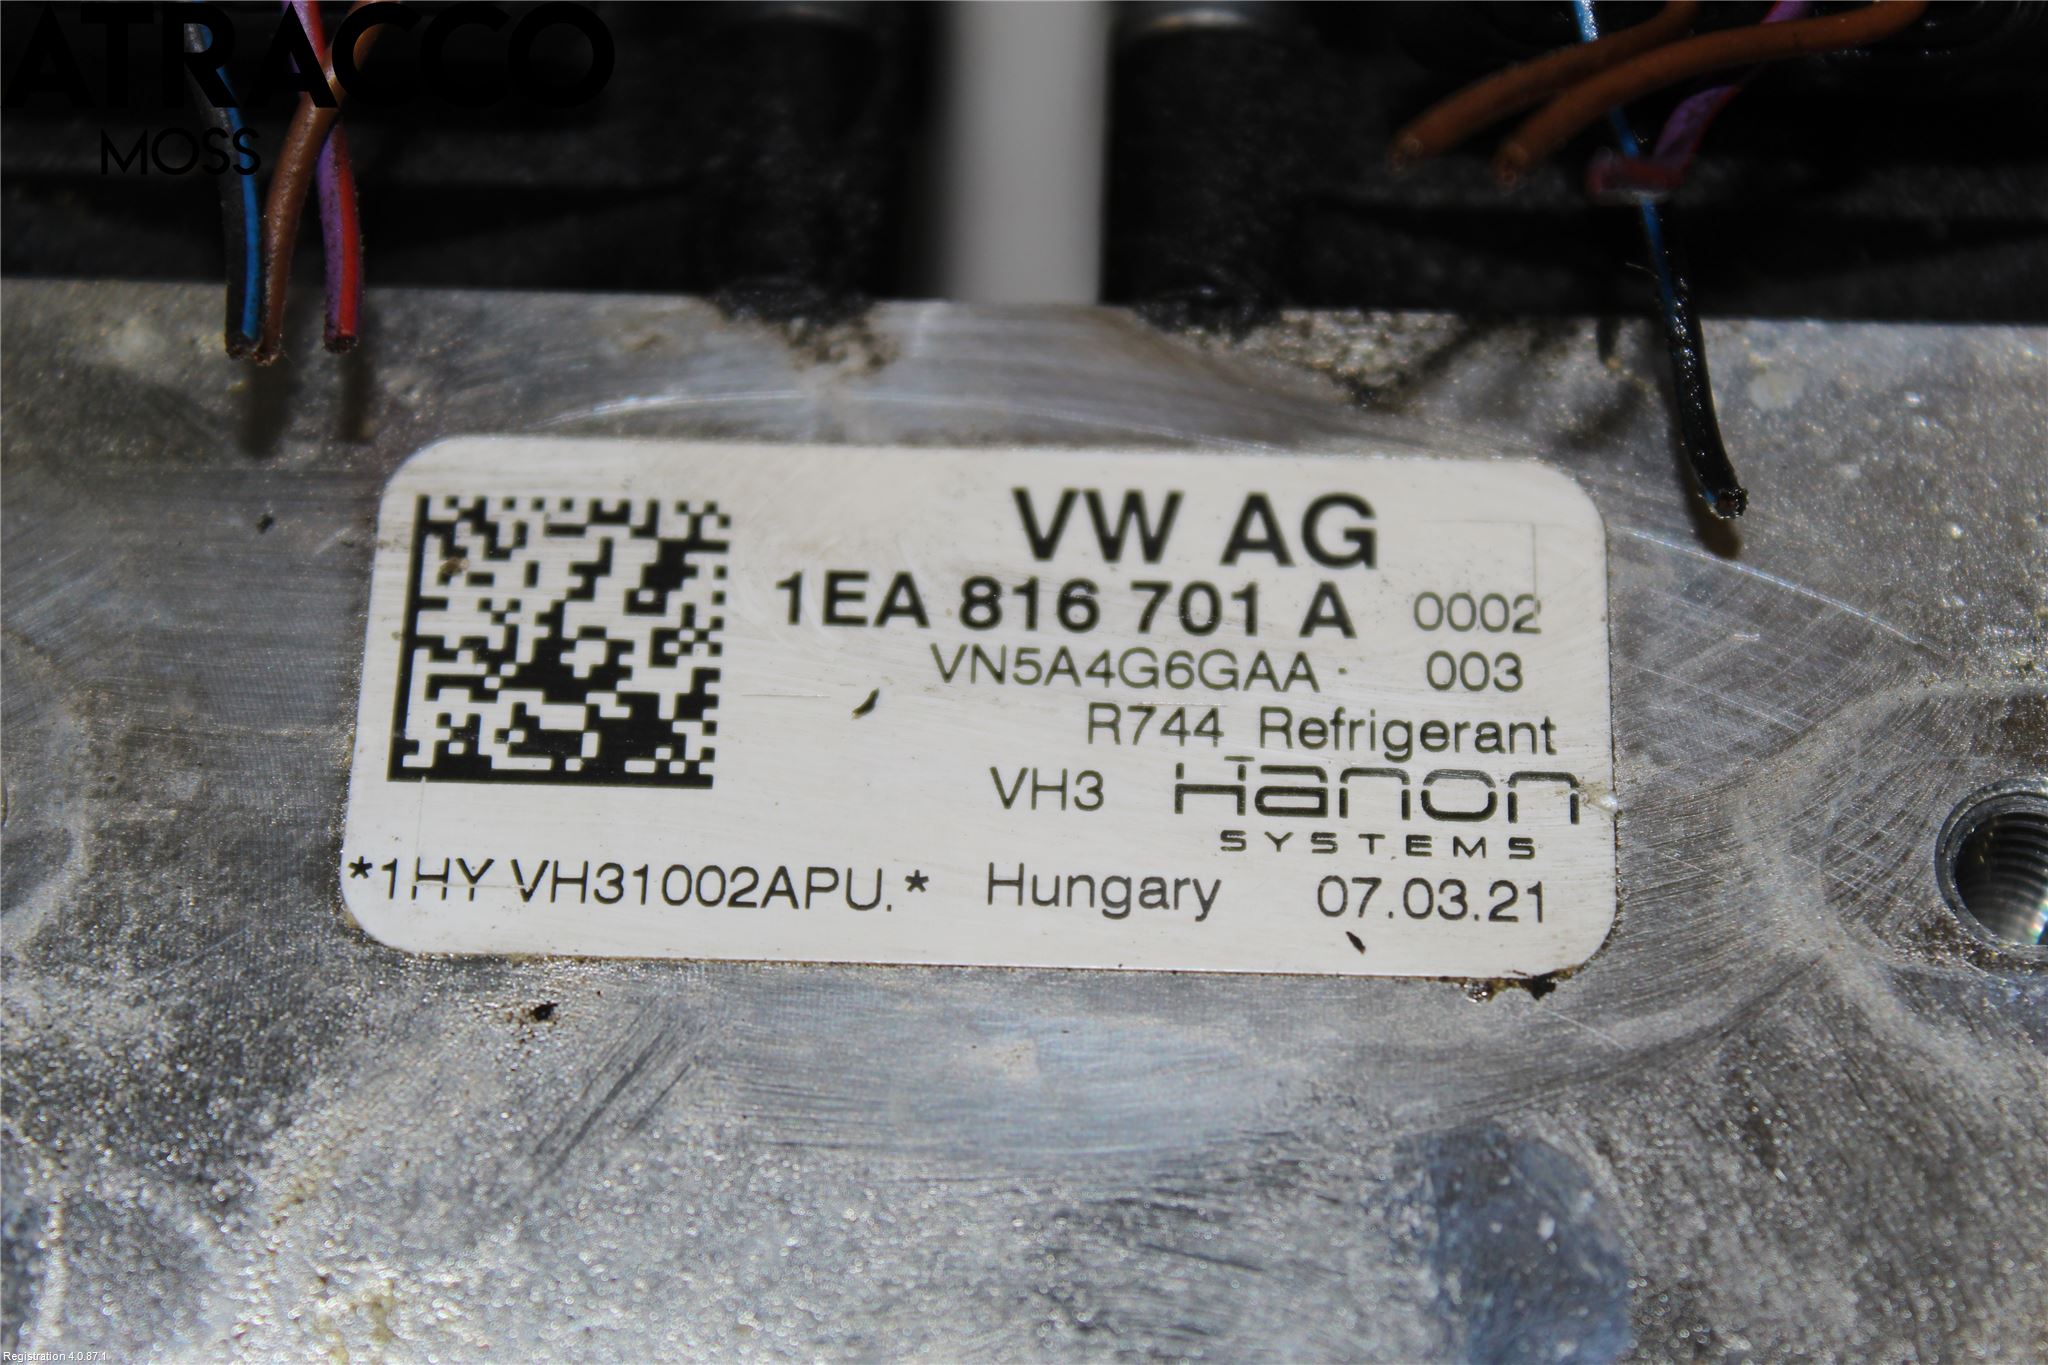 ATRACCO
MOSS
VW AG
1EA 816 701 A 0002
VN5A4G6GAA 003
R744 Refrigerant
VH3 Hanon
SYSTEMS
*1HY VH31002APU.* Hungary 07.03.21
Registration 4.0.87.1